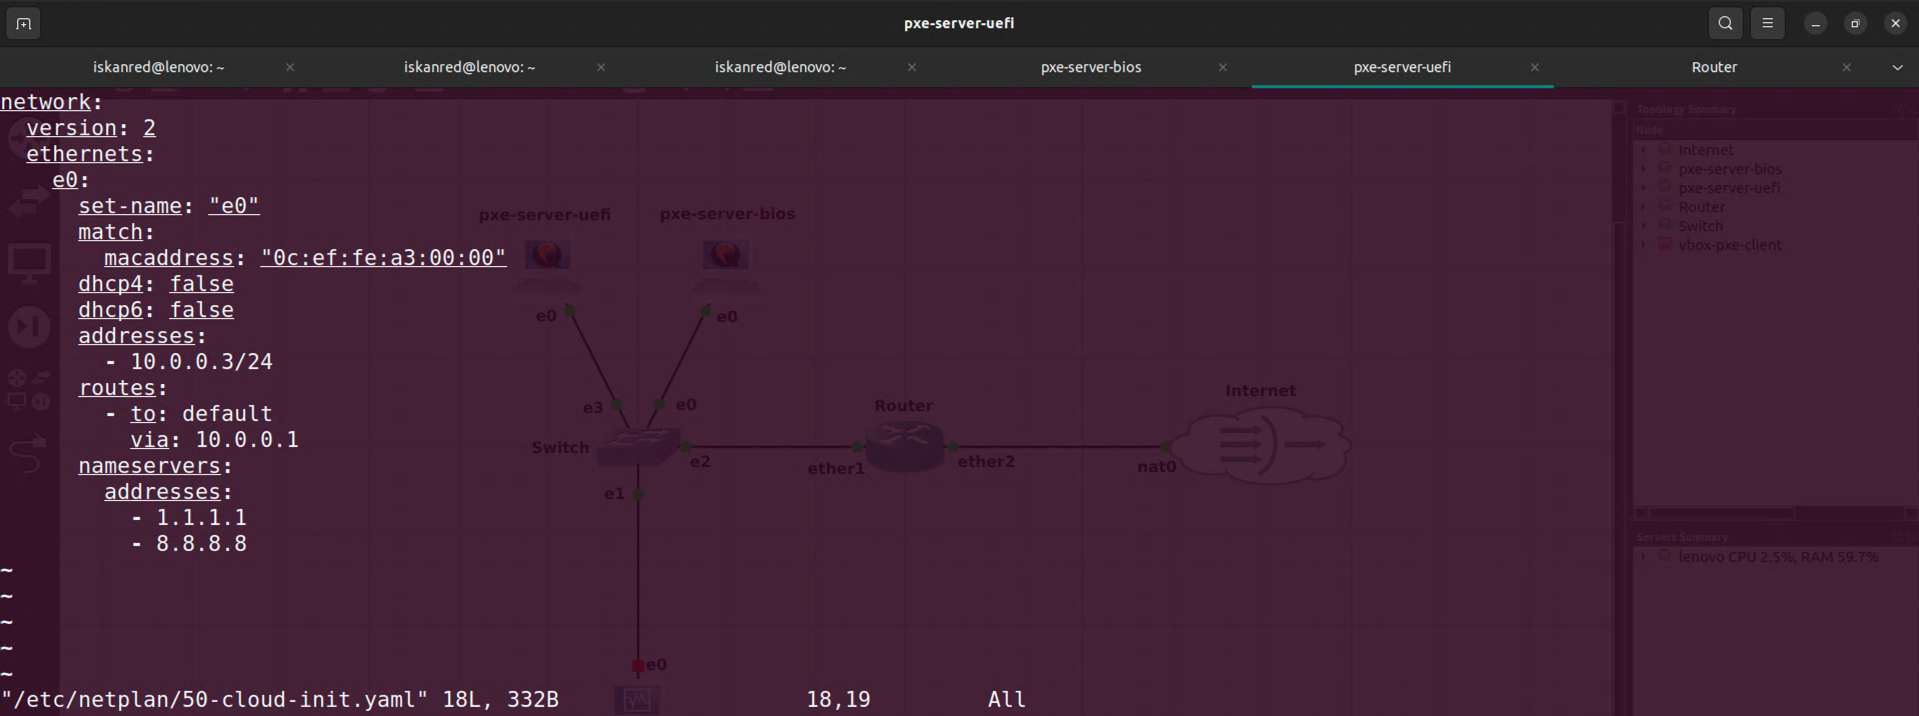 pxe-server-uefi
iskanred@lenovo: ~
iskanred@lenovo: ~
iskanred@lenovo: ~
pxe-server-bios
pxe-server-uefi
Router
network:
version: 2
ethernets:
e0:
set-name: "e0"
match:
macaddress: "0c:ef:fe:a3:00:00"
dhcp4: false
dhcp6: false
addresses:
- 10.0.0.3/24
routes:
- to: default
via: 10.0.0.1
nameservers:
addresses:
- 1.1.1.1
- 8.8.8.8
~
~
~
~
~
"/etc/netplan/50-cloud-init.yaml" 18L, 332B 18,19 All
pxe-server-uefi
pxe-server-bios
e0
e0
e3
e0
Switch
e2
e1
e0
Router
ether1
ether2
Internet
nat0
Topology Summary
Node
Internet
pxe-server-bios
pxe-server-uefi
Router
Switch
vbox-pxe-client
Servers Summary
lenovo CPU 2.5%, RAM 59.7%